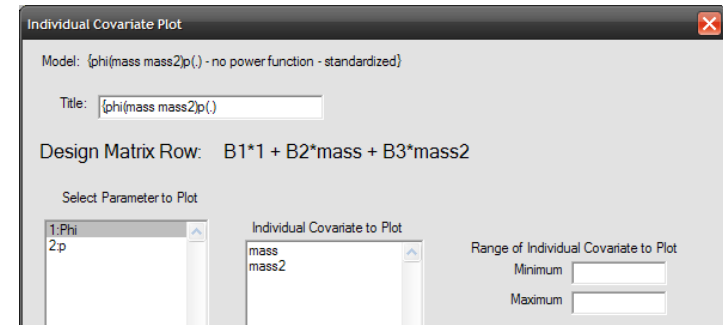 Individual Covariate Plot
Model: {phi(mass mass2)p(.) - no power function - standardized}
Title: {phi(mass mass2)p(.)
Design Matrix Row: B1*1 + B2*mass + B3*mass2
Select Parameter to Plot
1:Phi
2:p
Individual Covariate to Plot
mass
mass2
Range of Individual Covariate to Plot
Minimum
Maximum